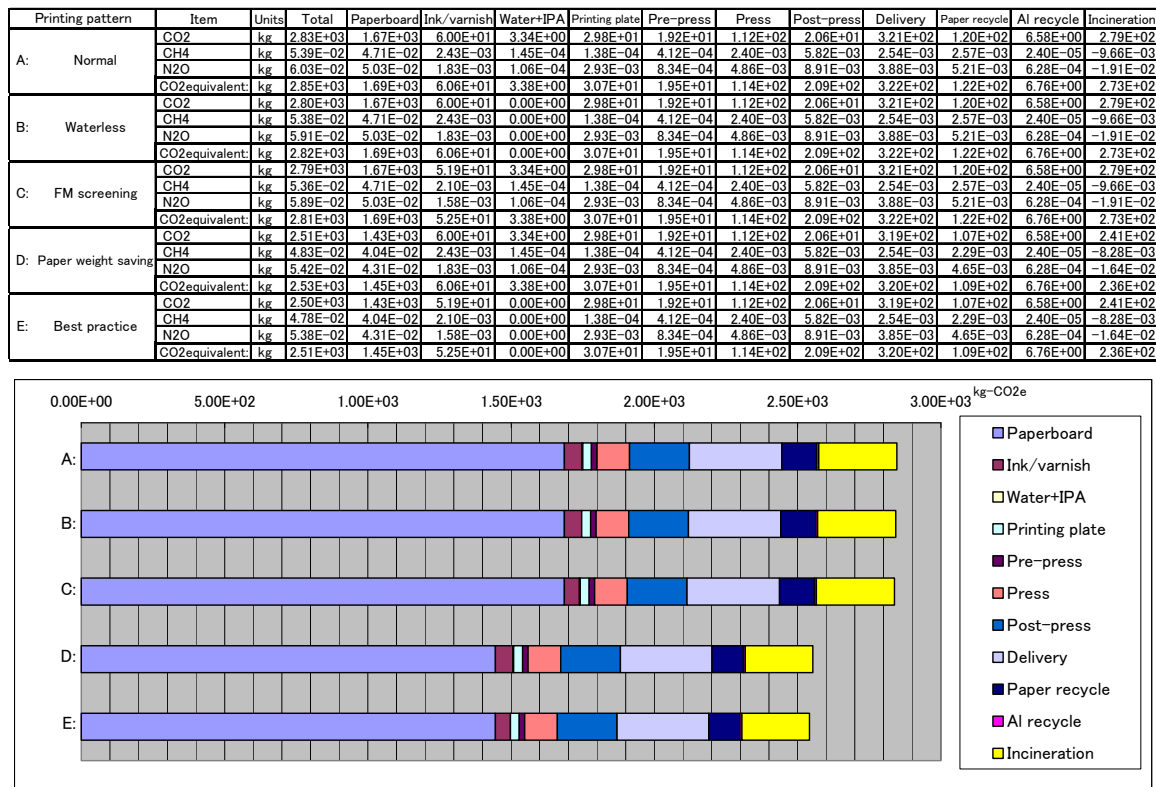 Printing pattern Item Units Total Paperboard Ink/varnish Water+IPA Printing plate Pre-press Press Post-press Delivery Paper recycle Al recycle Incineration
A: Normal
CO2 kg 2.83E+03 1.67E+03 6.00E+01 3.34E+00 2.98E+01 1.92E+01 1.12E+02 2.06E+01 3.21E+02 1.20E+02 6.58E+00 2.79E+02
CH4 kg 5.39E-02 4.71E-02 2.43E-03 1.45E-04 1.38E-04 4.12E-04 2.40E-03 5.82E-03 2.54E-03 2.57E-03 2.40E-05 -9.66E-03
N2O kg 6.03E-02 5.03E-02 1.83E-03 1.06E-04 2.93E-03 8.34E-04 4.86E-03 8.91E-03 3.88E-03 5.21E-03 6.28E-04 -1.91E-02
CO2equivalent: kg 2.85E+03 1.69E+03 6.06E+01 3.38E+00 3.07E+01 1.95E+01 1.14E+02 2.09E+02 3.22E+02 1.22E+02 6.76E+00 2.73E+02
B: Waterless
CO2 kg 2.80E+03 1.67E+03 6.00E+01 0.00E+00 2.98E+01 1.92E+01 1.12E+02 2.06E+01 3.21E+02 1.20E+02 6.58E+00 2.79E+02
CH4 kg 5.38E-02 4.71E-02 2.43E-03 0.00E+00 1.38E-04 4.12E-04 2.40E-03 5.82E-03 2.54E-03 2.57E-03 2.40E-05 -9.66E-03
N2O kg 5.91E-02 5.03E-02 1.83E-03 0.00E+00 2.93E-03 8.34E-04 4.86E-03 8.91E-03 3.88E-03 5.21E-03 6.28E-04 -1.91E-02
CO2equivalent: kg 2.82E+03 1.69E+03 6.06E+01 0.00E+00 3.07E+01 1.95E+01 1.14E+02 2.09E+02 3.22E+02 1.22E+02 6.76E+00 2.73E+02
C: FM screening
CO2 kg 2.79E+03 1.67E+03 5.19E+01 3.34E+00 2.98E+01 1.92E+01 1.12E+02 2.06E+01 3.21E+02 1.20E+02 6.58E+00 2.79E+02
CH4 kg 5.36E-02 4.71E-02 2.10E-03 1.45E-04 1.38E-04 4.12E-04 2.40E-03 5.82E-03 2.54E-03 2.57E-03 2.40E-05 -9.66E-03
N2O kg 5.89E-02 5.03E-02 1.58E-03 1.06E-04 2.93E-03 8.34E-04 4.86E-03 8.91E-03 3.88E-03 5.21E-03 6.28E-04 -1.91E-02
CO2equivalent: kg 2.81E+03 1.69E+03 5.25E+01 3.38E+00 3.07E+01 1.95E+01 1.14E+02 2.09E+02 3.22E+02 1.22E+02 6.76E+00 2.73E+02
D: Paper weight saving
CO2 kg 2.51E+03 1.43E+03 6.00E+01 3.34E+00 2.98E+01 1.92E+01 1.12E+02 2.06E+01 3.19E+02 1.07E+02 6.58E+00 2.41E+02
CH4 kg 4.83E-02 4.04E-02 2.43E-03 1.45E-04 1.38E-04 4.12E-04 2.40E-03 5.82E-03 2.54E-03 2.29E-03 2.40E-05 -8.28E-03
N2O kg 5.42E-02 4.31E-02 1.83E-03 1.06E-04 2.93E-03 8.34E-04 4.86E-03 8.91E-03 3.85E-03 4.65E-03 6.28E-04 -1.64E-02
CO2equivalent: kg 2.53E+03 1.45E+03 6.06E+01 3.38E+00 3.07E+01 1.95E+01 1.14E+02 2.09E+02 3.20E+02 1.09E+02 6.76E+00 2.36E+02
E: Best practice
CO2 kg 2.50E+03 1.43E+03 5.19E+01 0.00E+00 2.98E+01 1.92E+01 1.12E+02 2.06E+01 3.19E+02 1.07E+02 6.58E+00 2.41E+02
CH4 kg 4.78E-02 4.04E-02 2.10E-03 0.00E+00 1.38E-04 4.12E-04 2.40E-03 5.82E-03 2.54E-03 2.29E-03 2.40E-05 -8.28E-03
N2O kg 5.38E-02 4.31E-02 1.58E-03 0.00E+00 2.93E-03 8.34E-04 4.86E-03 8.91E-03 3.85E-03 4.65E-03 6.28E-04 -1.64E-02
CO2equivalent: kg 2.51E+03 1.45E+03 5.25E+01 0.00E+00 3.07E+01 1.95E+01 1.14E+02 2.09E+02 3.20E+02 1.09E+02 6.76E+00 2.36E+02
0.00E+00 5.00E+02 1.00E+03 1.50E+03 2.00E+03 2.50E+03 3.00E+03 kg-CO2e
A:
B:
C:
D:
E:
Paperboard
Ink/varnish
Water+IPA
Printing plate
Pre-press
Press
Post-press
Delivery
Paper recycle
Al recycle
Incineration